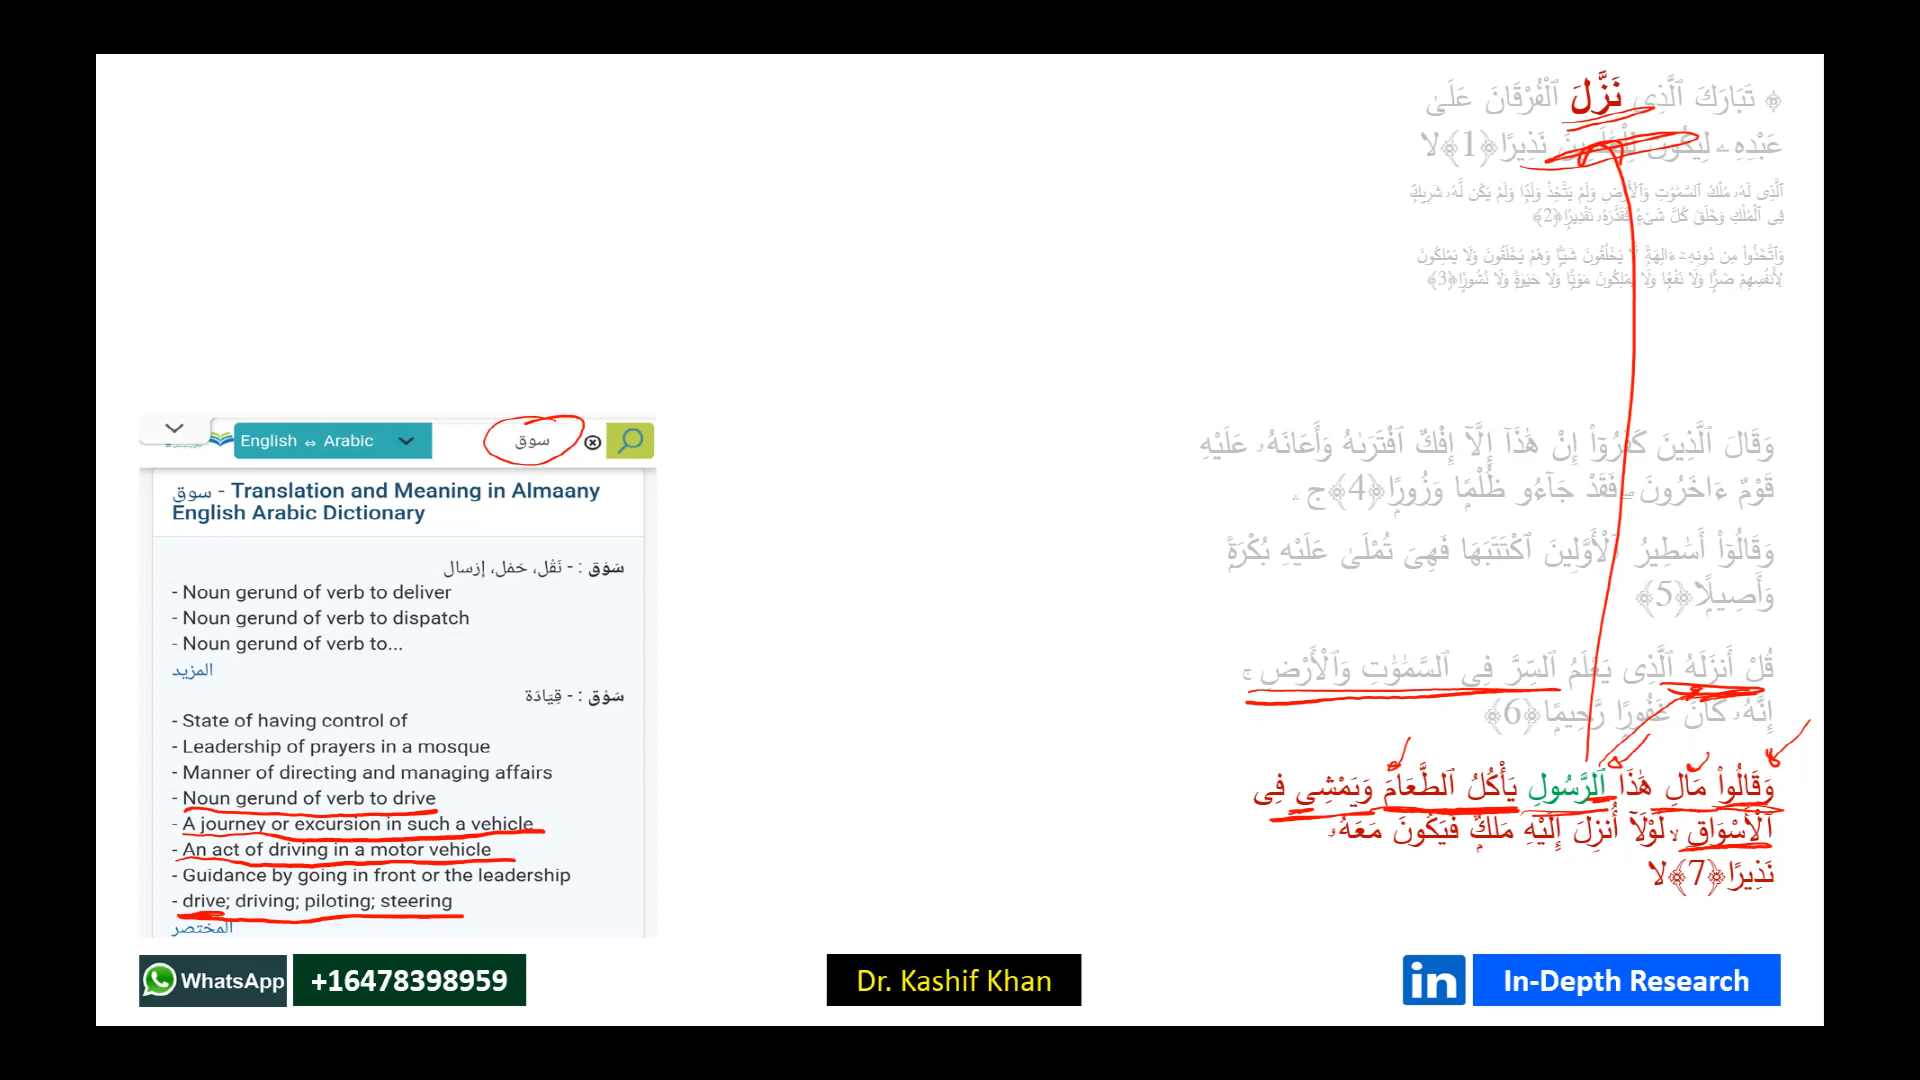 ﴿ تَبَارَكَ ٱلَّذِى نَزَّلَ ٱلْفُرْقَانَ عَلَىٰ
عَبْدِهِۦ لِيَكُونَ لِلْعَٰلَمِينَ نَذِيرًا﴿1﴾لا
ٱلَّذِى لَهُۥ مُلْكُ ٱلسَّمَٰوَٰتِ وَٱلْأَرْضِ وَلَمْ يَتَّخِذْ وَلَدًا وَلَمْ يَكُن لَّهُۥ شَرِيكٌ
فِى ٱلْمُلْكِ وَخَلَقَ كُلَّ شَىْءٍ فَقَدَّرَهُۥ تَقْدِيرًا﴿2﴾
وَٱتَّخَذُوا۟ مِن دُونِهِۦٓ ءَالِهَةً لَّا يَخْلُقُونَ شَيْـًٔا وَهُمْ يُخْلَقُونَ وَلَا يَمْلِكُونَ
لِأَنفُسِهِمْ ضَرًّا وَلَا نَفْعًا وَلَا يَمْلِكُونَ مَوْتًا وَلَا حَيَوٰةً وَلَا نُشُورًا﴿3﴾
وَقَالَ ٱلَّذِينَ كَفَرُوٓا۟ إِنْ هَٰذَآ إِلَّآ إِفْكٌ ٱفْتَرَىٰهُ وَأَعَانَهُۥ عَلَيْهِ
قَوْمٌ ءَاخَرُونَ ۖ فَقَدْ جَآءُو ظُلْمًا وَزُورًا﴿4﴾ج
وَقَالُوٓا۟ أَسَٰطِيرُ ٱلْأَوَّلِينَ ٱكْتَتَبَهَا فَهِىَ تُمْلَىٰ عَلَيْهِ بُكْرَةً
وَأَصِيلًا﴿5﴾
قُلْ أَنزَلَهُ ٱلَّذِى يَعْلَمُ ٱلسِّرَّ فِى ٱلسَّمَٰوَٰتِ وَٱلْأَرْضِ ۚ
إِنَّهُۥ كَانَ غَفُورًا رَّحِيمًا﴿6﴾
وَقَالُوا۟ مَالِ هَٰذَا ٱلرَّسُولِ يَأْكُلُ ٱلطَّعَامَ وَيَمْشِى فِى
ٱلْأَسْوَاقِ ۙ لَوْلَآ أُنزِلَ إِلَيْهِ مَلَكٌ فَيَكُونَ مَعَهُۥ
نَذِيرًا﴿7﴾لا
English ⇔ Arabic
سوق
سوق - Translation and Meaning in Almaany
English Arabic Dictionary
سَوْق : - نَقْل، حَمْل، إرْسال
- Noun gerund of verb to deliver
- Noun gerund of verb to dispatch
- Noun gerund of verb to...
المزيد
سَوْق : - قِيَادَة
- State of having control of
- Leadership of prayers in a mosque
- Manner of directing and managing affairs
- Noun gerund of verb to drive
- A journey or excursion in such a vehicle
- An act of driving in a motor vehicle
- Guidance by going in front or the leadership
- drive; driving; piloting; steering
المختصر
WhatsApp +16478398959
Dr. Kashif Khan
in In-Depth Research